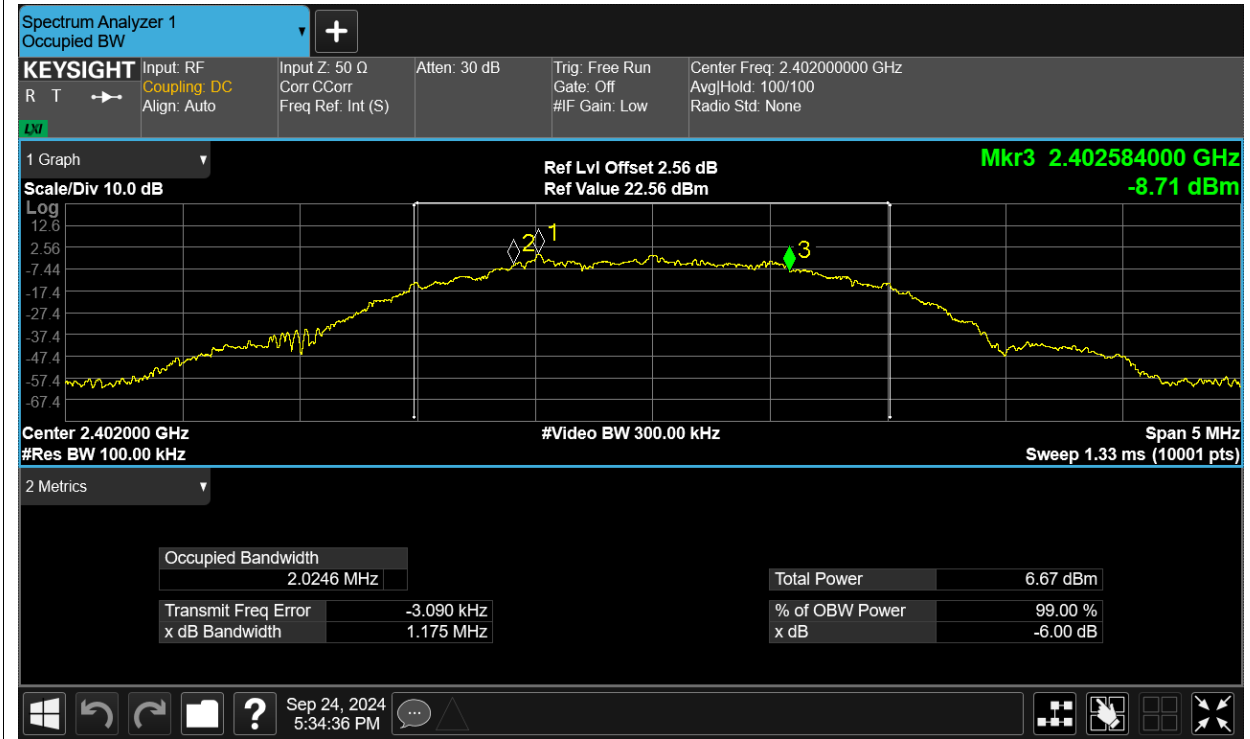 Spectrum Analyzer 1
Occupied BW
KEYSIGHT
R T
LXI
Input: RF
Coupling: DC
Align: Auto
Input Z: 50 Ω
Corr CCorr
Freq Ref: Int (S)
Atten: 30 dB
Trig: Free Run
Gate: Off
#IF Gain: Low
Center Freq: 2.402000000 GHz
Avg|Hold: 100/100
Radio Std: None
1 Graph
Scale/Div 10.0 dB
Ref Lvl Offset 2.56 dB
Ref Value 22.56 dBm
Mkr3 2.402584000 GHz
-8.71 dBm
Log
12.6
2.56
-7.44
-17.4
-27.4
-37.4
-47.4
-57.4
-67.4
2
1
3
Center 2.402000 GHz
#Res BW 100.00 kHz
#Video BW 300.00 kHz
Span 5 MHz
Sweep 1.33 ms (10001 pts)
2 Metrics
Occupied Bandwidth
2.0246 MHz
Transmit Freq Error -3.090 kHz
x dB Bandwidth 1.175 MHz
Total Power 6.67 dBm
% of OBW Power 99.00 %
x dB -6.00 dB
Sep 24, 2024
5:34:36 PM